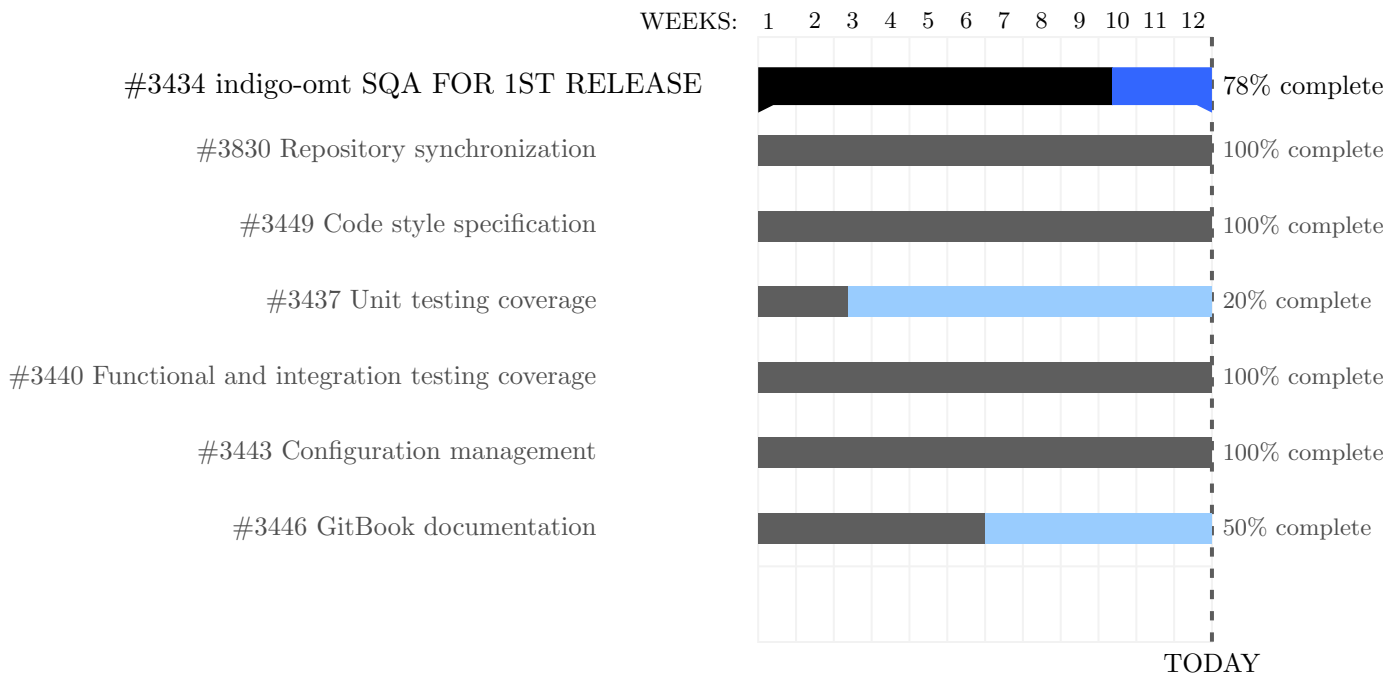 WEEKS: 1 2 3 4 5 6 7 8 9 10 11 12
#3434 indigo-omt SQA FOR 1ST RELEASE 78% complete
#3830 Repository synchronization 100% complete
#3449 Code style specification 100% complete
#3437 Unit testing coverage 20% complete
#3440 Functional and integration testing coverage 100% complete
#3443 Configuration management 100% complete
#3446 GitBook documentation 50% complete
TODAY